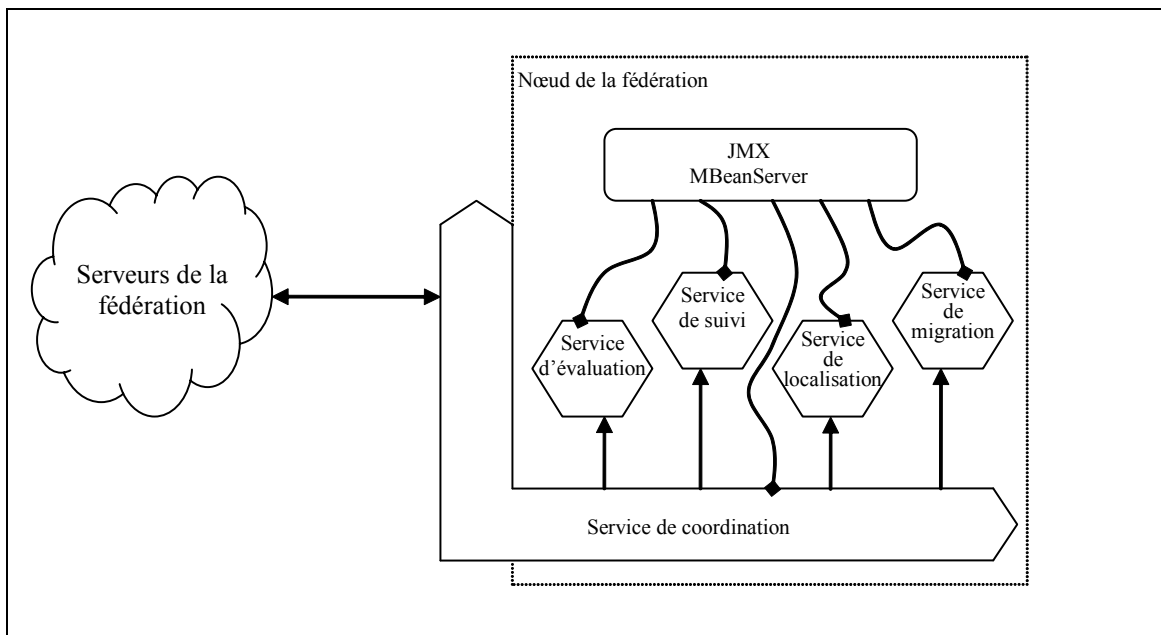 Nœud de la fédération
JMX
MBeanServer
Serveurs de la
fédération
Service
d’évaluation
Service
de suivi
Service
de
localisation
Service
de
migration
Service de coordination